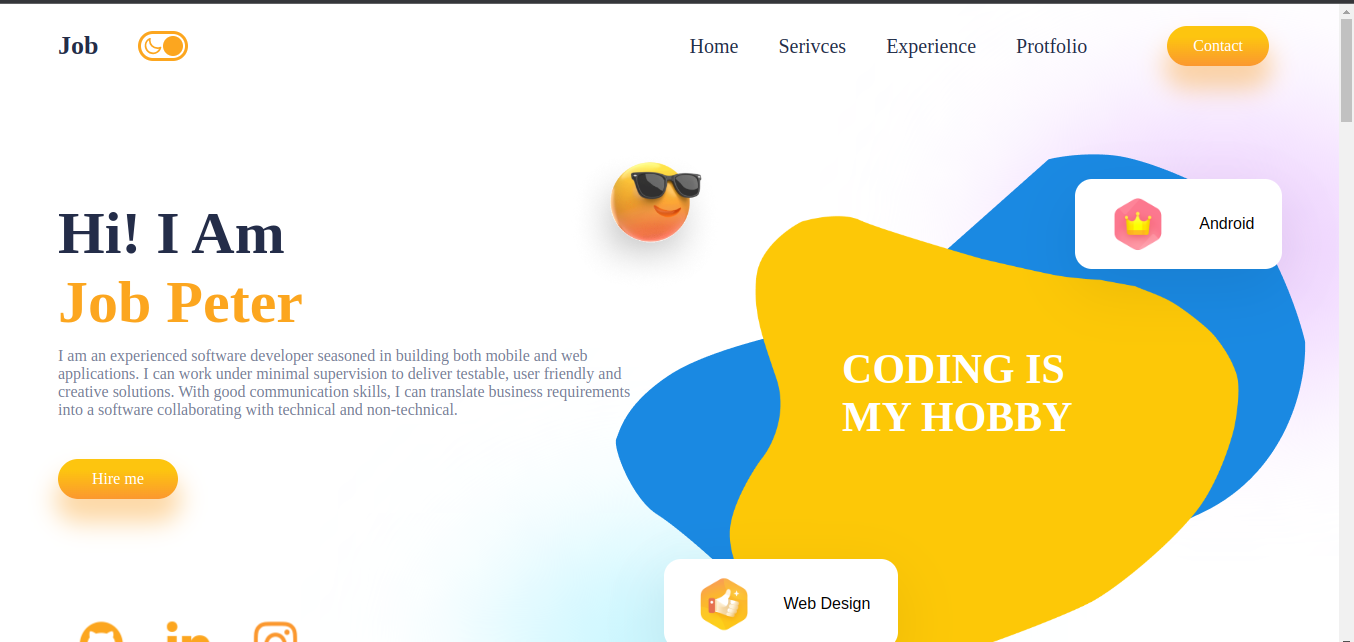 Job
Home Serivces Experience Protfolio Contact
Hi! I Am
Job Peter
I am an experienced software developer seasoned in building both mobile and web
applications. I can work under minimal supervision to deliver testable, user friendly and
creative solutions. With good communication skills, I can translate business requirements
into a software collaborating with technical and non-technical.
Hire me
Android
CODING IS
MY HOBBY
Web Design
in